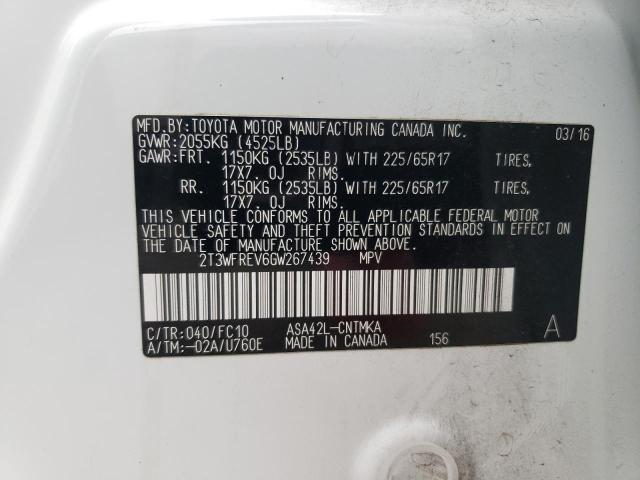 MFD.BY:TOYOTA MOTOR MANUFACTURING CANADA INC. 03/16
GVWR:2055KG (4525LB)
GAWR:FRT. 1150KG (2535LB) WITH 225/65R17 TIRES,
17X7.0J RIMS.
RR. 1150KG (2535LB) WITH 225/65R17 TIRES,
17X7.0J RIMS.
THIS VEHICLE CONFORMS TO ALL APPLICABLE FEDERAL MOTOR
VEHICLE SAFETY AND THEFT PREVENTION STANDARDS IN EFFECT ON
THE DATE OF MANUFACTURE SHOWN ABOVE.
2T3WFREV6GW267439 MPV
C/TR:040/FC10 ASA42L-CNTMKA A
A/TM:-02A/U760E MADE IN CANADA 156